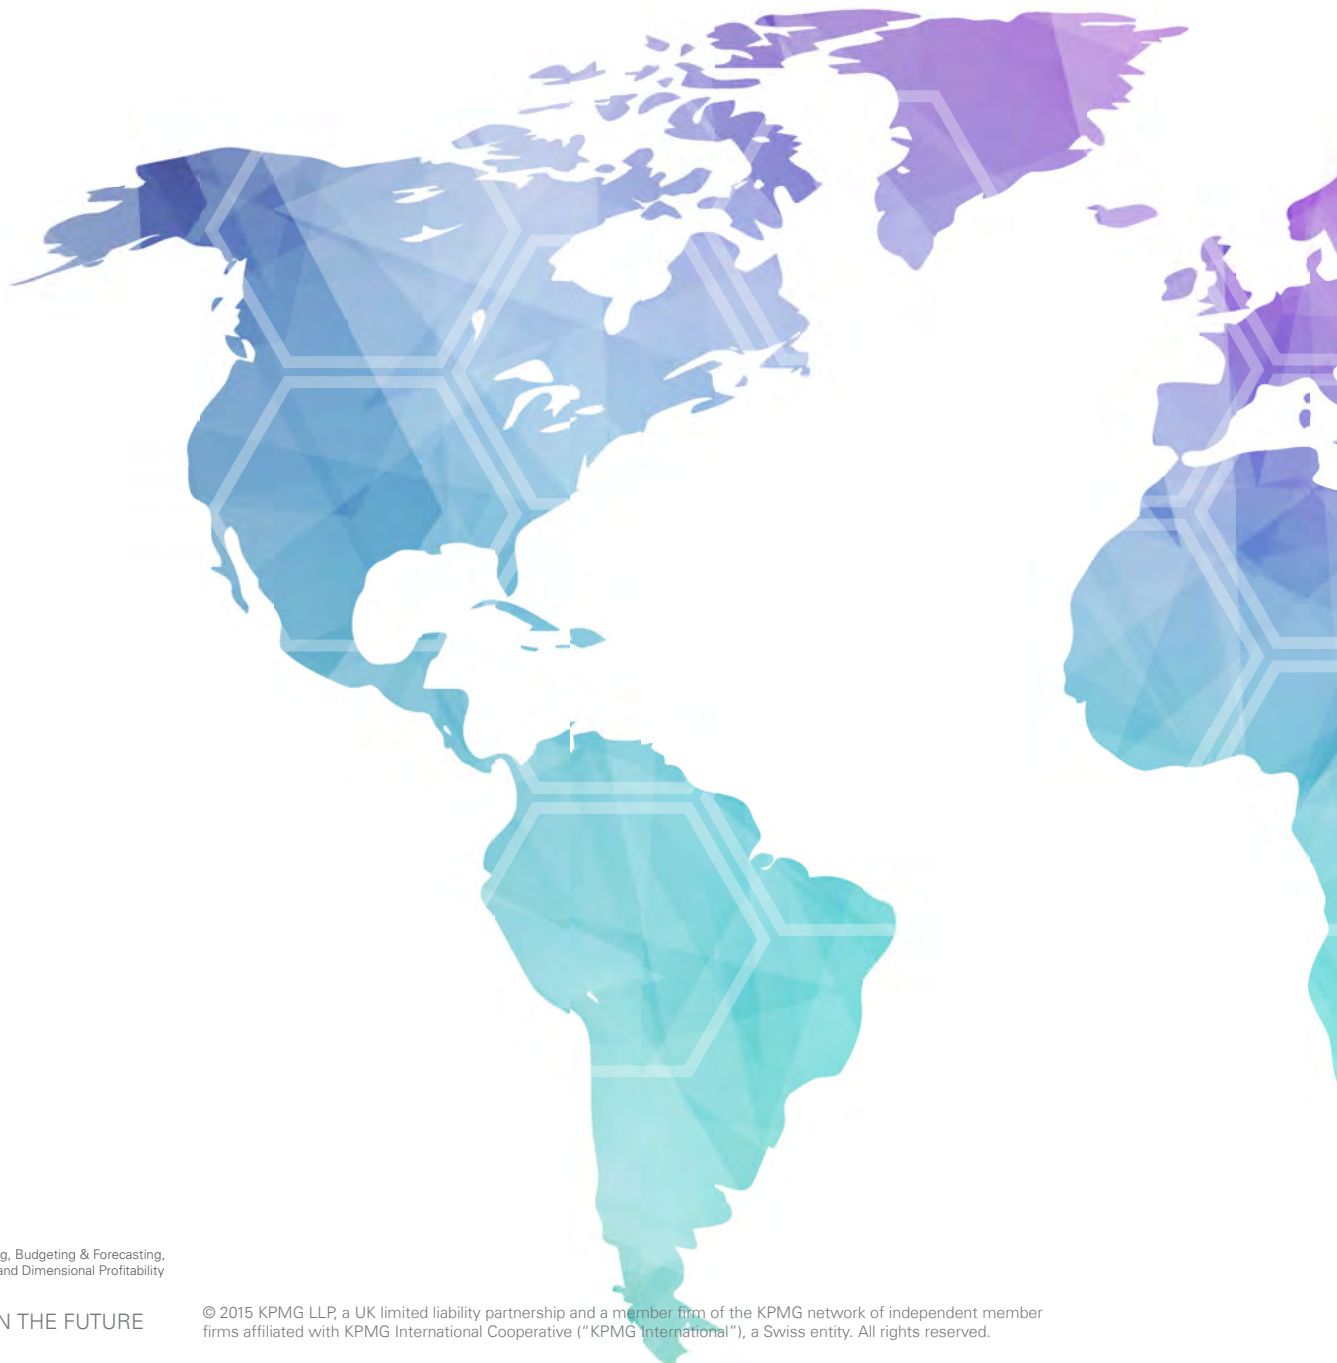 g, Budgeting & Forecasting,
and Dimensional Profitability
N THE FUTURE
© 2015 KPMG LLP, a UK limited liability partnership and a member firm of the KPMG network of independent member
firms affiliated with KPMG International Cooperative (“KPMG International”), a Swiss entity. All rights reserved.